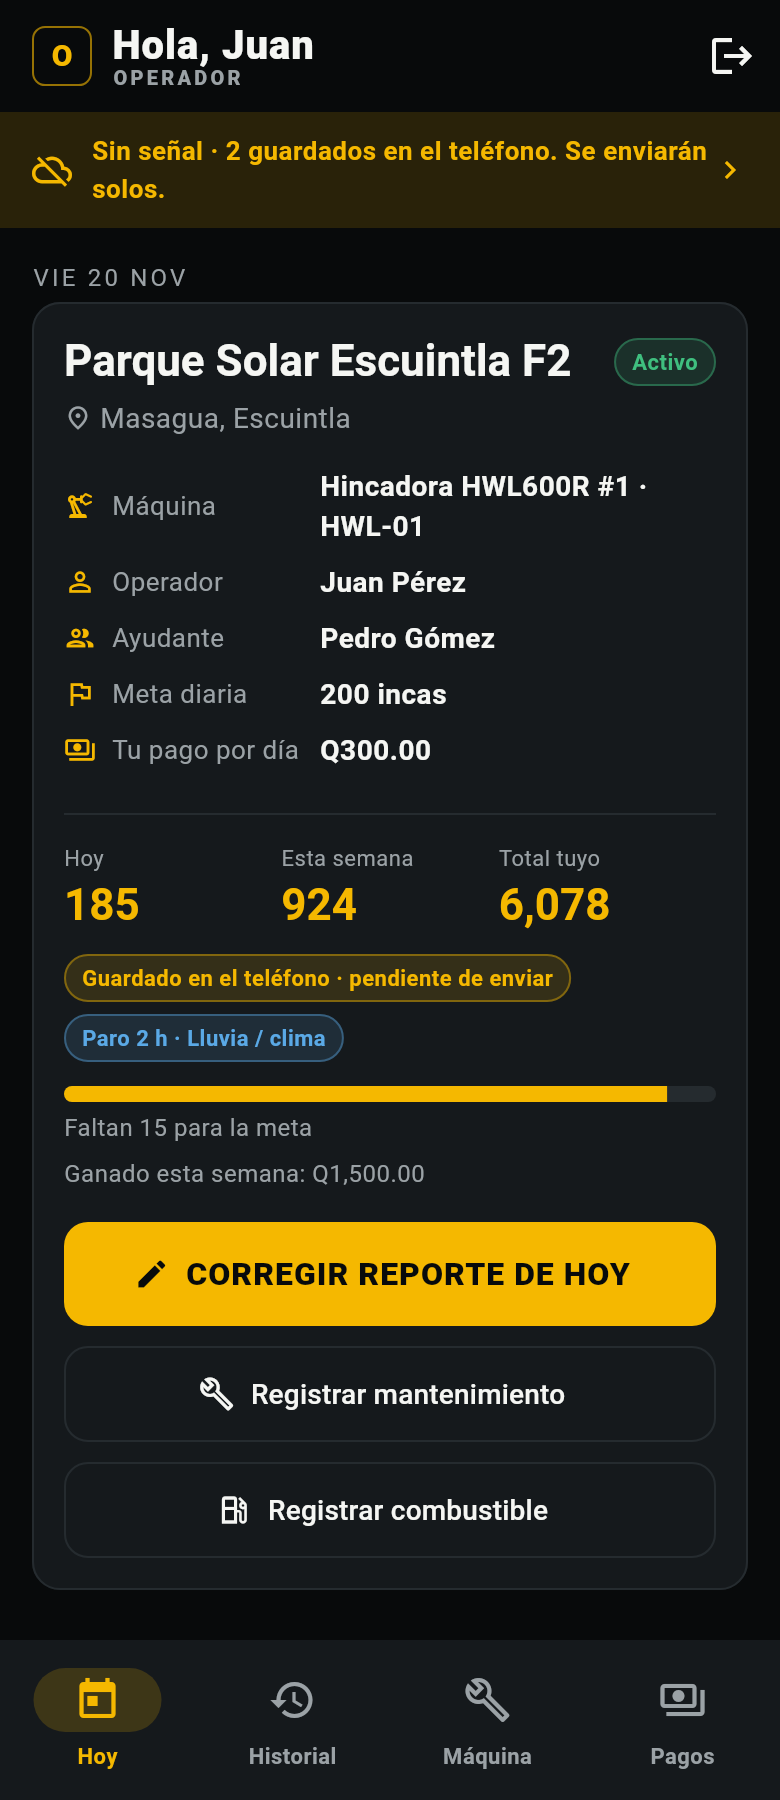 O
Hola, Juan
OPERADOR
Sin señal · 2 guardados en el teléfono. Se enviarán
solos.
VIE 20 NOV
Parque Solar Escuintla F2
Activo
Masagua, Escuintla
Máquina
Hincadora HWL600R #1 ·
HWL-01
Operador
Juan Pérez
Ayudante
Pedro Gómez
Meta diaria
200 incas
Tu pago por día
Q300.00
Hoy
Esta semana
Total tuyo
185
924
6,078
Guardado en el teléfono · pendiente de enviar
Paro 2 h · Lluvia / clima
Faltan 15 para la meta
Ganado esta semana: Q1,500.00
CORREGIR REPORTE DE HOY
Registrar mantenimiento
Registrar combustible
Hoy
Historial
Máquina
Pagos